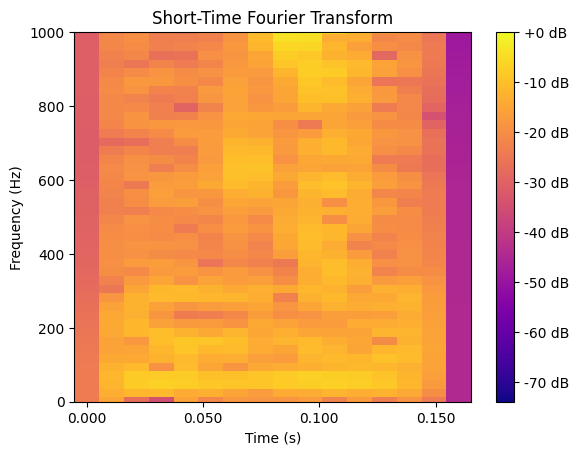 Short-Time Fourier Transform
1000
800
600
400
200
0
Frequency (Hz)
0.000
0.050
0.100
0.150
Time (s)
+0 dB
-10 dB
-20 dB
-30 dB
-40 dB
-50 dB
-60 dB
-70 dB